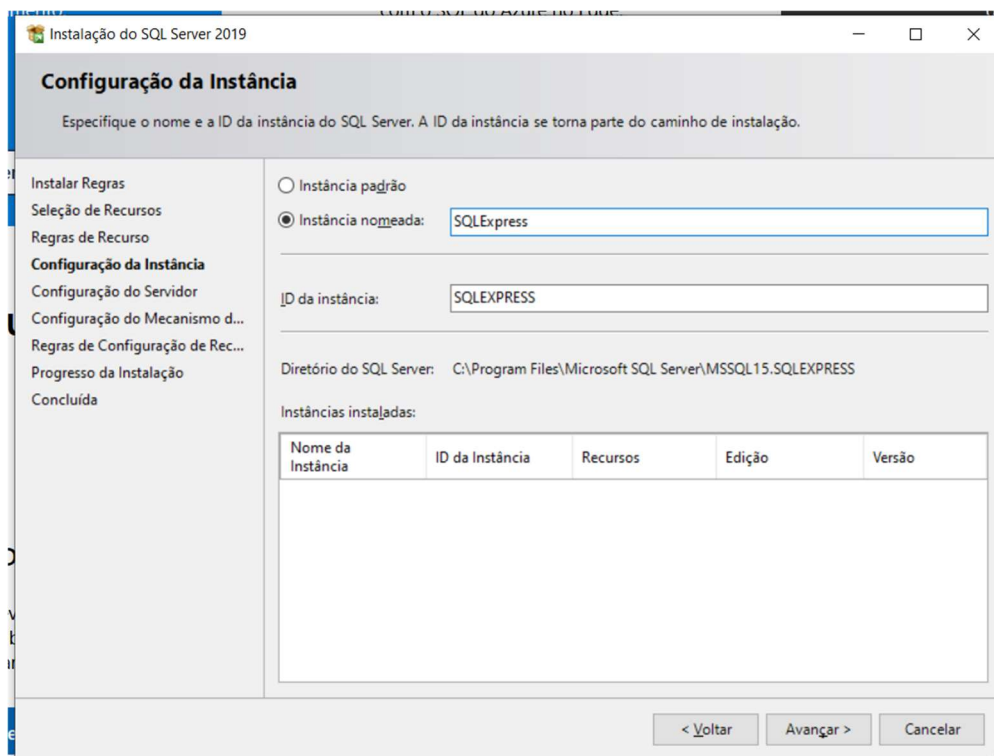 Instalação do SQL Server 2019
Configuração da Instância
Especifique o nome e a ID da instância do SQL Server. A ID da instância se torna parte do caminho de instalação.
Instalar Regras
Seleção de Recursos
Regras de Recurso
Configuração da Instância
Configuração do Servidor
Configuração do Mecanismo d...
Regras de Configuração de Rec...
Progresso da Instalação
Concluída
Instância padrão
Instância nomeada: SQLExpress
ID da instância: SQLEXPRESS
Diretório do SQL Server: C:\Program Files\Microsoft SQL Server\MSSQL15.SQLEXPRESS
Instâncias instaladas:
Nome da Instância ID da Instância Recursos Edição Versão
< Voltar Avançar > Cancelar